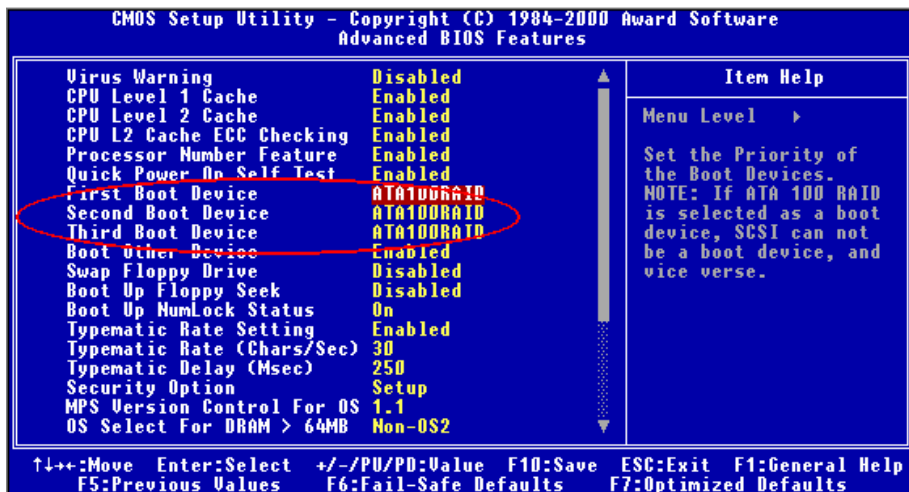 CMOS Setup Utility - Copyright (C) 1984-2000 Award Software
Advanced BIOS Features
Virus Warning Disabled
CPU Level 1 Cache Enabled
CPU Level 2 Cache Enabled
CPU L2 Cache ECC Checking Enabled
Processor Number Feature Enabled
Quick Power On Self Test Enabled
First Boot Device ATA100RAID
Second Boot Device ATA100RAID
Third Boot Device ATA100RAID
Boot Other Device Enabled
Swap Floppy Drive Disabled
Boot Up Floppy Seek Disabled
Boot Up NumLock Status On
Typematic Rate Setting Enabled
Typematic Rate (Chars/Sec) 30
Typematic Delay (Msec) 250
Security Option Setup
MPS Version Control For OS 1.1
OS Select For DRAM > 64MB Non-OS2
Item Help
Menu Level ▸
Set the Priority of
the Boot Devices.
NOTE: If ATA 100 RAID
is selected as a boot
device, SCSI can not
be a boot device, and
vice verse.
↑↓→←:Move Enter:Select +/-/PU/PD:Value F10:Save ESC:Exit F1:General Help
F5:Previous Values F6:Fail-Safe Defaults F7:Optimized Defaults